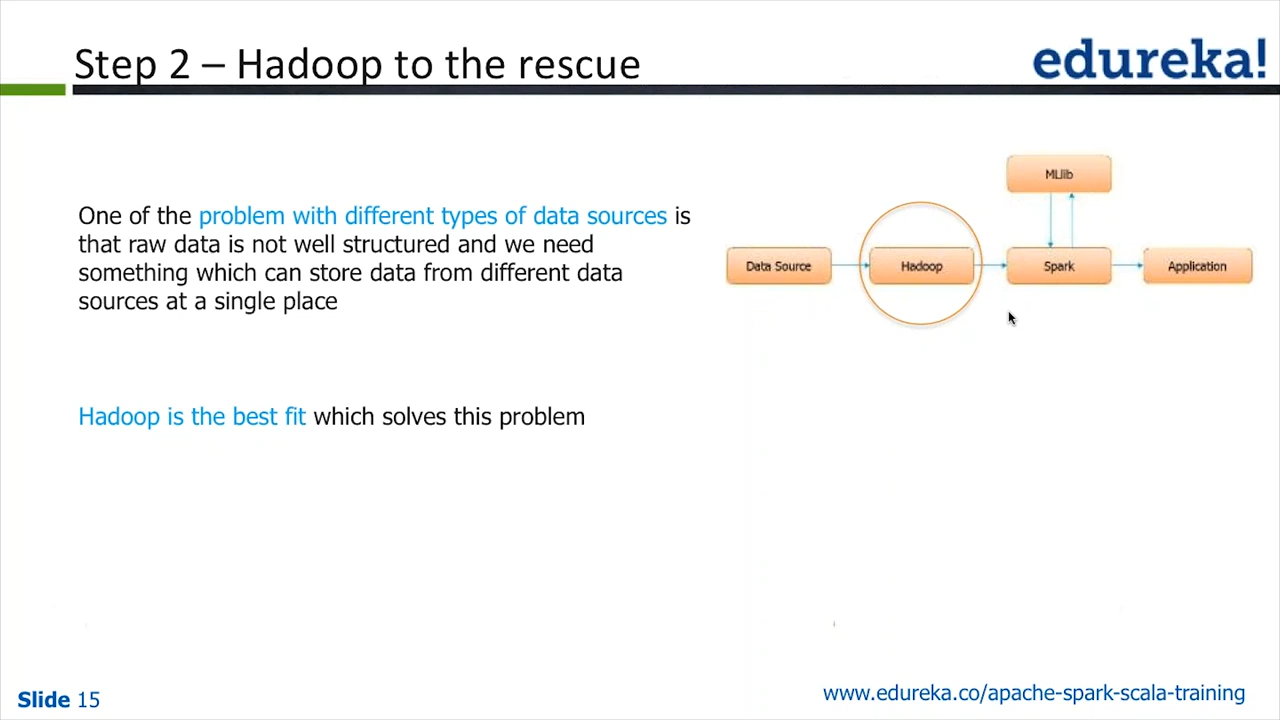 Step 2 – Hadoop to the rescue
edureka!
One of the problem with different types of data sources is
that raw data is not well structured and we need
something which can store data from different data
sources at a single place
Hadoop is the best fit which solves this problem
MLlib
Data Source
Hadoop
Spark
Application
Slide 15
www.edureka.co/apache-spark-scala-training